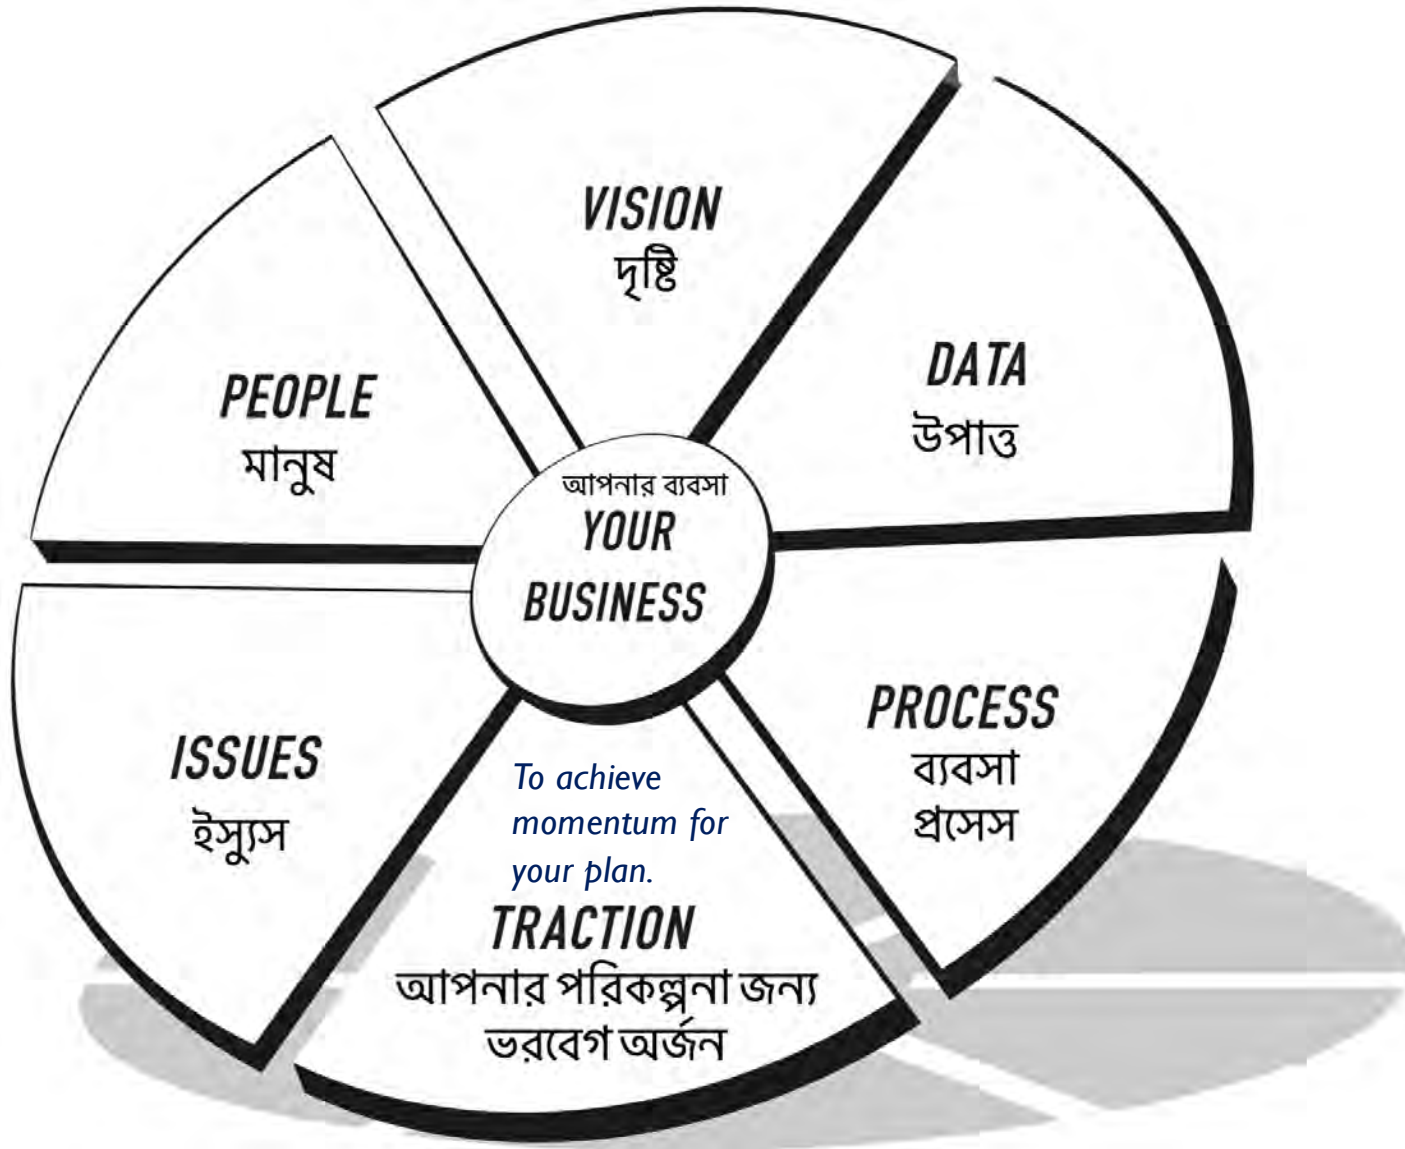 VISION
দৃষ্টি
DATA
উপাত্ত
PEOPLE
মানুষ
আপনার ব্যবসা
YOUR
BUSINESS
PROCESS
ব্যবসা
প্রসেস
ISSUES
ইস্যুস
To achieve
momentum for
your plan.
TRACTION
আপনার পরিকল্পনা জন্য
ভরবেগ অর্জন